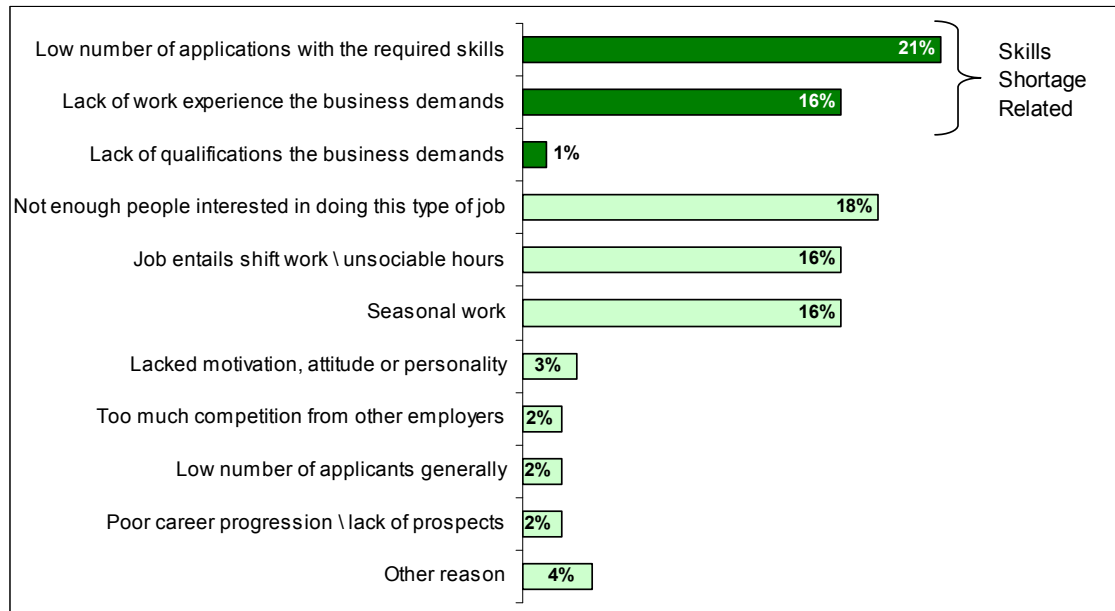 Low number of applications with the required skills 21%
Lack of work experience the business demands 16%
Lack of qualifications the business demands 1%
Not enough people interested in doing this type of job 18%
Job entails shift work \ unsociable hours 16%
Seasonal work 16%
Lacked motivation, attitude or personality 3%
Too much competition from other employers 2%
Low number of applicants generally 2%
Poor career progression \ lack of prospects 2%
Other reason 4%
Skills
Shortage
Related